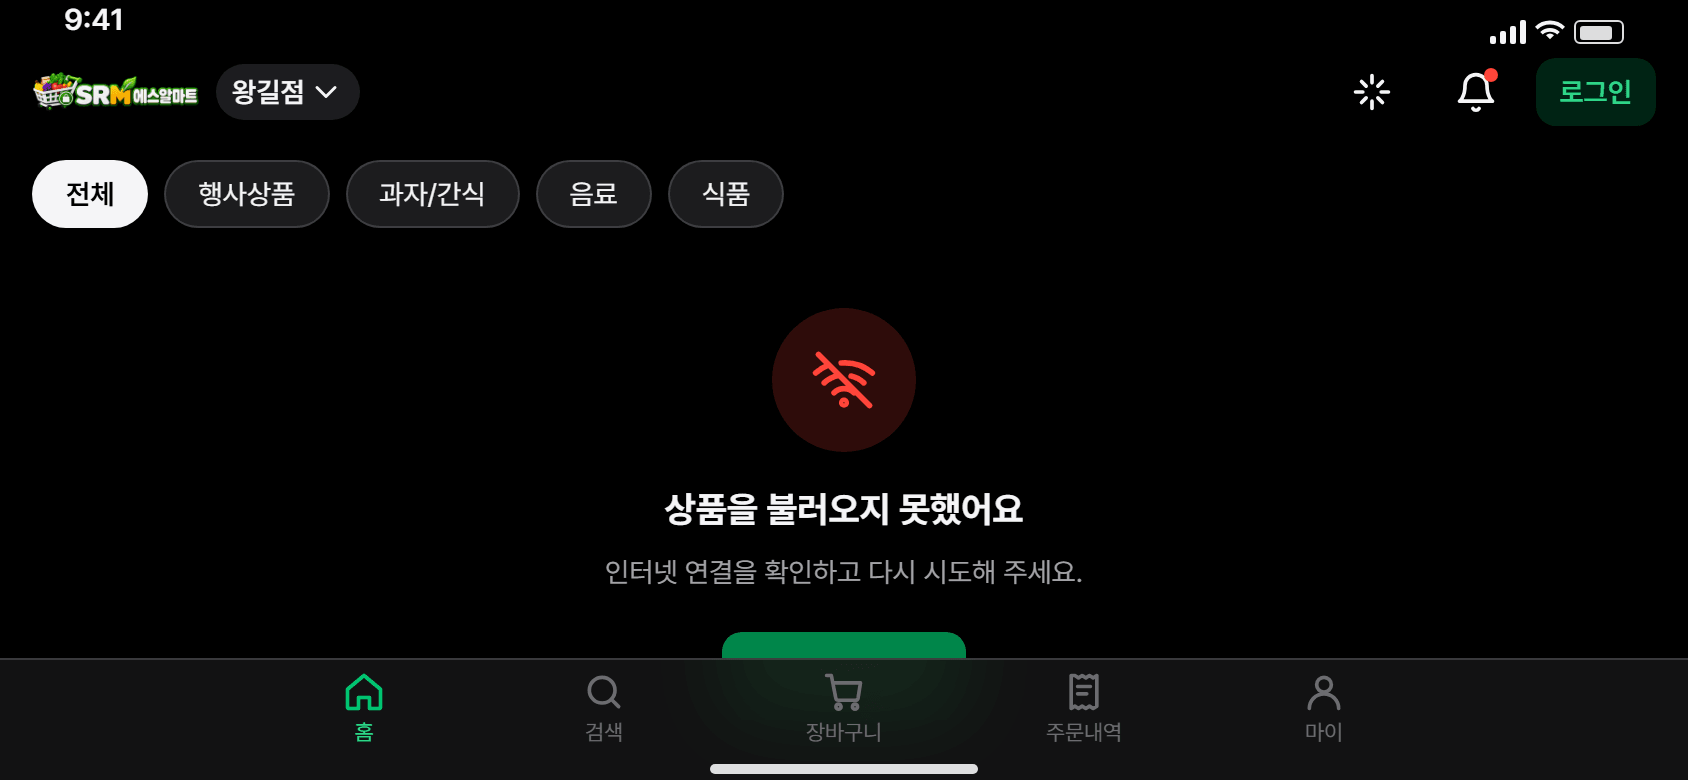 9:41
SRM에스알마트
왕길점
로그인
전체
행사상품
과자/간식
음료
식품
상품을 불러오지 못했어요
인터넷 연결을 확인하고 다시 시도해 주세요.
홈
검색
장바구니
주문내역
마이